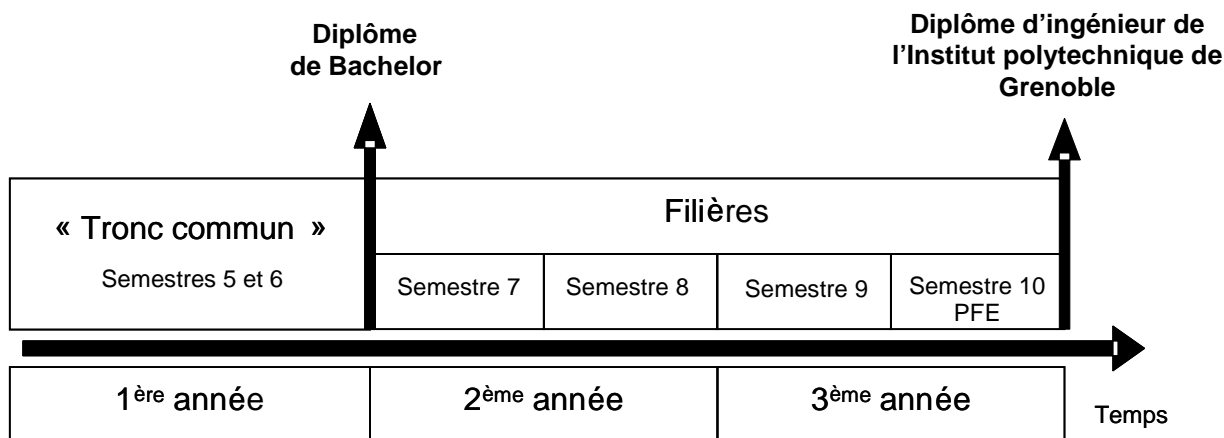 Diplôme
de Bachelor
Diplôme d’ingénieur de
l’Institut polytechnique de
Grenoble
« Tronc commun »
Semestres 5 et 6
Filières
Semestre 7
Semestre 8
Semestre 9
Semestre 10
PFE
1ère année
2ème année
3ème année
Temps